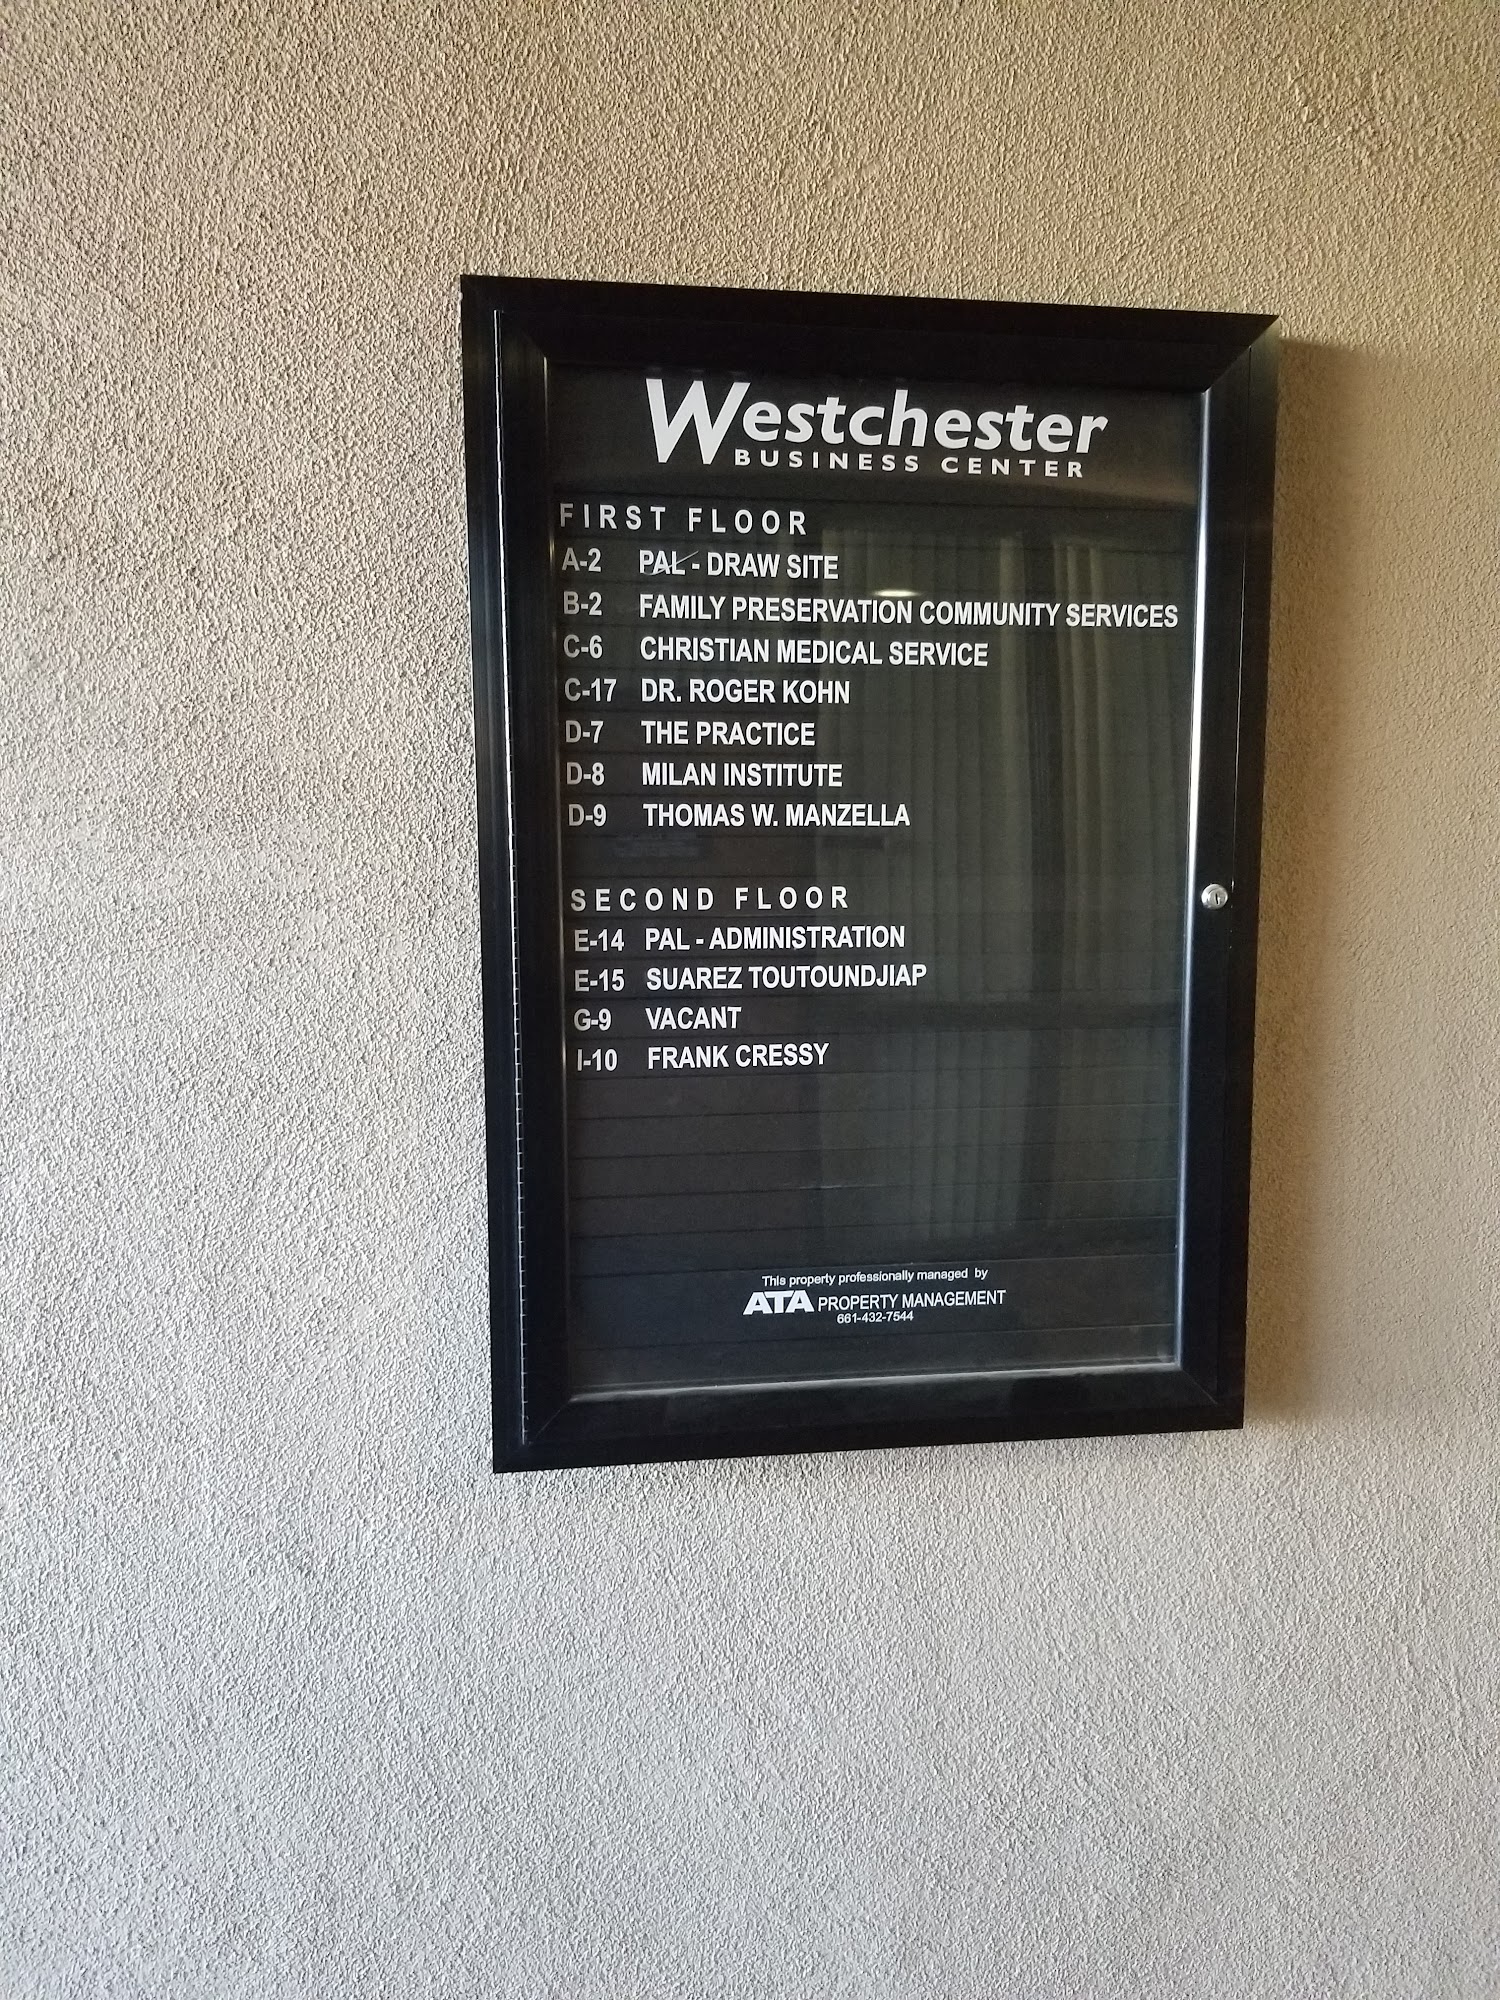 Westchester
BUSINESS CENTER
FIRST FLOOR
A-2 PAL - DRAW SITE
B-2 FAMILY PRESERVATION COMMUNITY SERVICES
C-6 CHRISTIAN MEDICAL SERVICE
C-17 DR. ROGER KOHN
D-7 THE PRACTICE
D-8 MILAN INSTITUTE
D-9 THOMAS W. MANZELLA
SECOND FLOOR
E-14 PAL - ADMINISTRATION
E-15 SUAREZ TOUTOUNDJIAP
G-9 VACANT
I-10 FRANK CRESSY
This property professionally managed by
ATA PROPERTY MANAGEMENT
661-432-7544